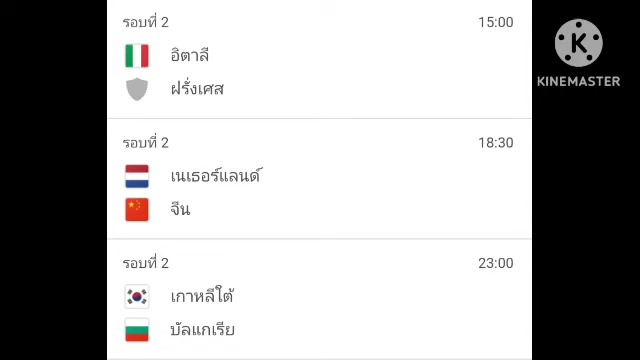 รอบที่ 2 15:00
อิตาลี
ฝรั่งเศส
รอบที่ 2 18:30
เนเธอร์แลนด์
จีน
รอบที่ 2 23:00
เกาหลีใต้
บัลแกเรีย
K
KINEMASTER